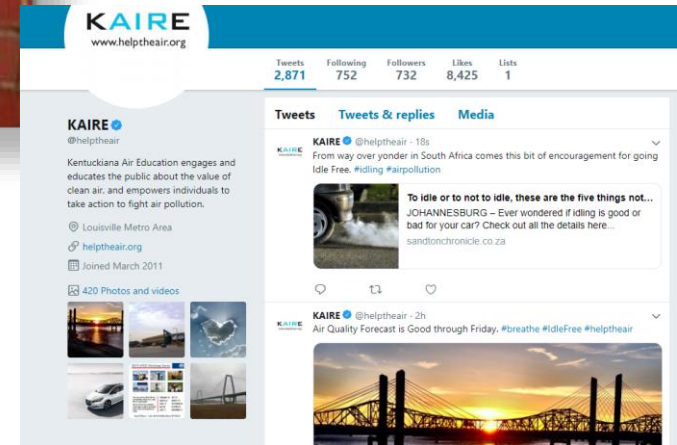 KAIRE
www.helptheair.org
Tweets Following Followers Likes Lists
2,871 752 732 8,425 1
KAIRE
@helptheair
Kentuckiana Air Education engages and
educates the public about the value of
clean air, and empowers individuals to
take action to fight air pollution.
Louisville Metro Area
helptheair.org
Joined March 2011
420 Photos and videos
Tweets Tweets & replies Media
KAIRE
KAIRE @helptheair · 18s
From way over yonder in South Africa comes this bit of encouragement for going
Idle Free. #idling #airpollution
To idle or to not to idle, these are the five things not...
JOHANNESBURG – Ever wondered if idling is good or
bad for your car? Check out all the details here...
sandtonchronicle.co.za
KAIRE
KAIRE @helptheair · 2h
Air Quality Forecast is Good through Friday. #breathe #IdleFree #helptheair